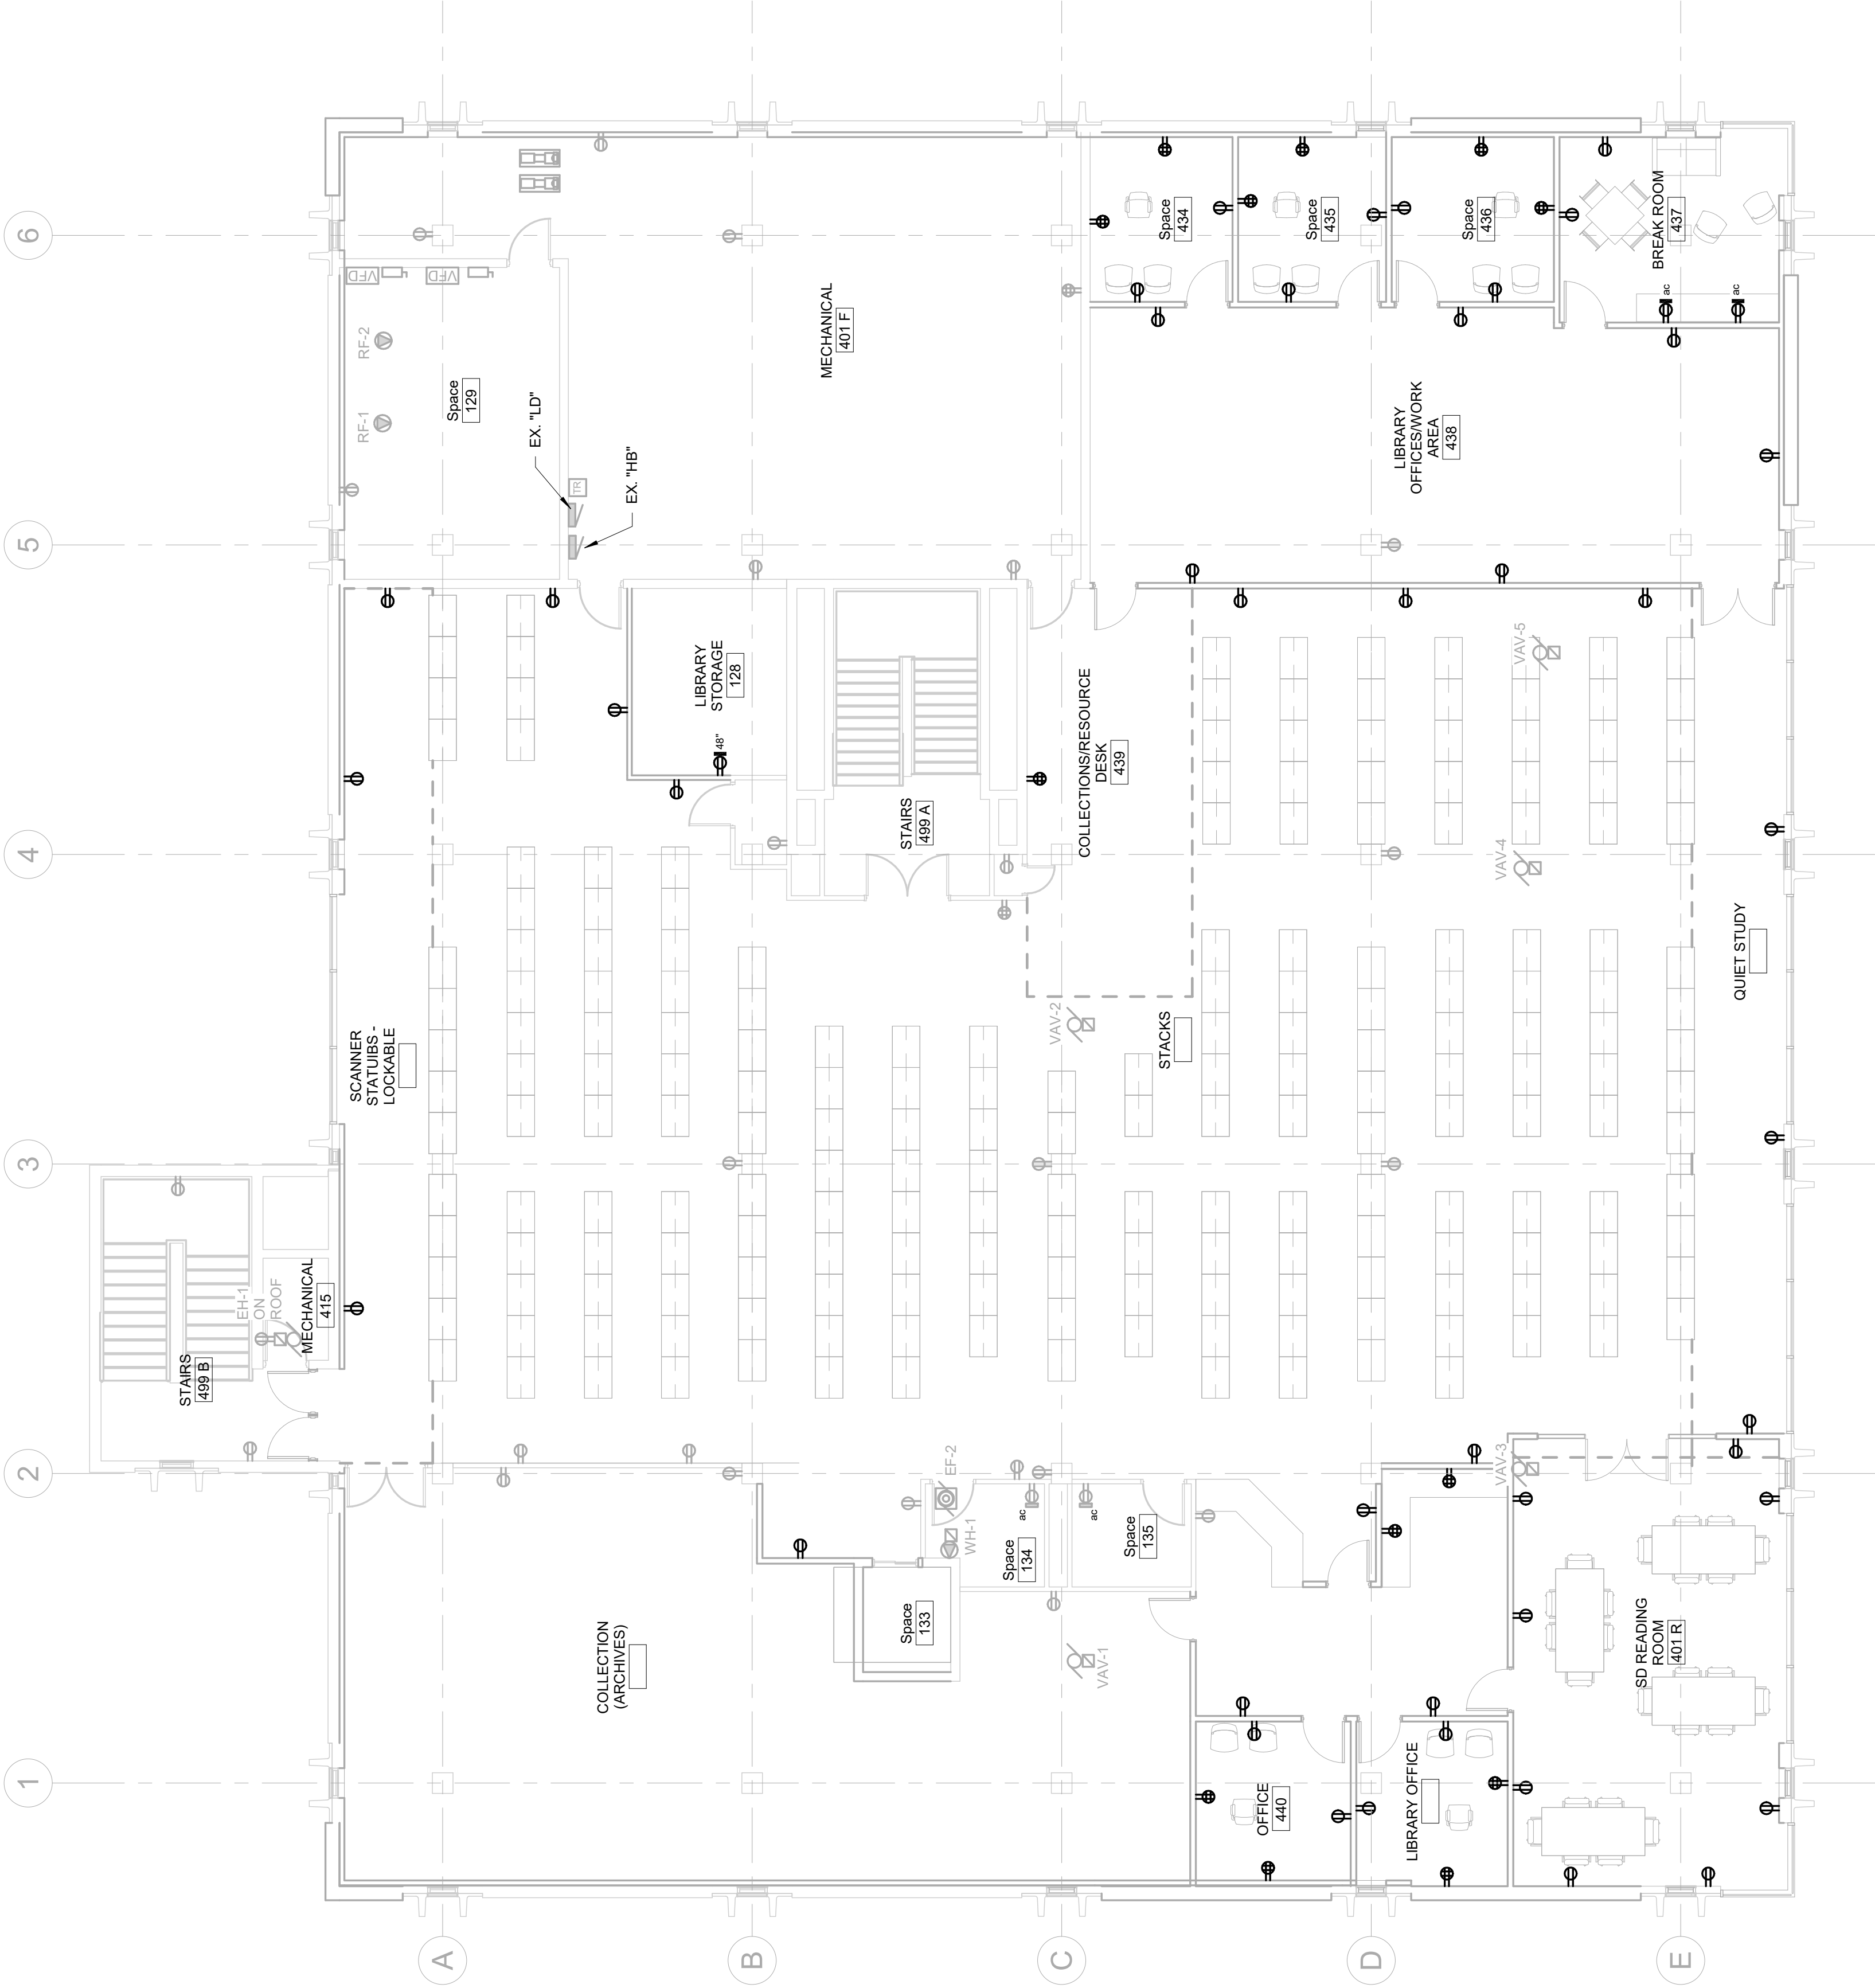 6
5
4
3
2
1
A
B
C
D
E
VFD
VFD
RF-2
RF-1
Space
129
EX. "LD"
EX. "HB"
TR
MECHANICAL
401 F
Space
434
Space
435
Space
436
BREAK ROOM
437
ac
ac
LIBRARY
OFFICES/WORK
AREA
438
LIBRARY
STORAGE
128
48"
STAIRS
499 A
COLLECTIONS/RESOURCE
DESK
439
VAV-5
VAV-4
QUIET STUDY
SCANNER
STATUIBS -
LOCKABLE
VAV-2
STACKS
EH-1
ON
ROOF
MECHANICAL
415
STAIRS
499 B
EF-2
WH-1
ac
ac
Space
134
Space
135
VAV-3
COLLECTION
(ARCHIVES)
Space
133
VAV-1
SD READING
ROOM
401 R
OFFICE
440
LIBRARY OFFICE